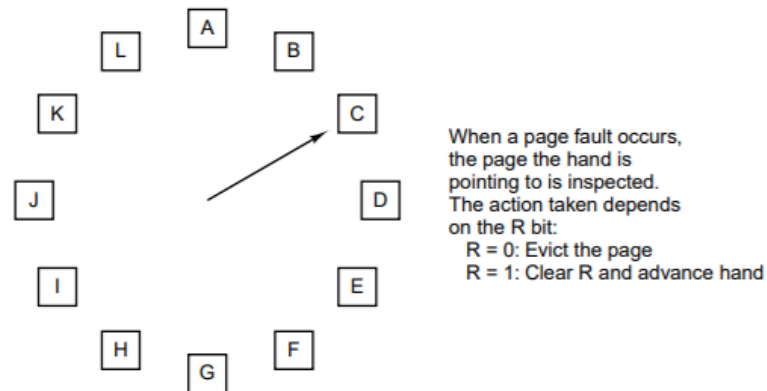 A
B
C
D
E
F
G
H
I
J
K
L
When a page fault occurs,
the page the hand is
pointing to is inspected.
The action taken depends
on the R bit:
R = 0: Evict the page
R = 1: Clear R and advance hand